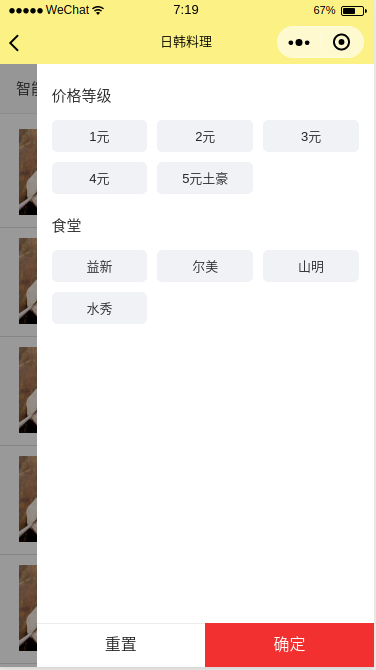 ●●●●● WeChat 7:19 67%
日韩料理
智能
价格等级
1元 2元 3元
4元 5元土豪
食堂
益新 尔美 山明
水秀
重置 确定